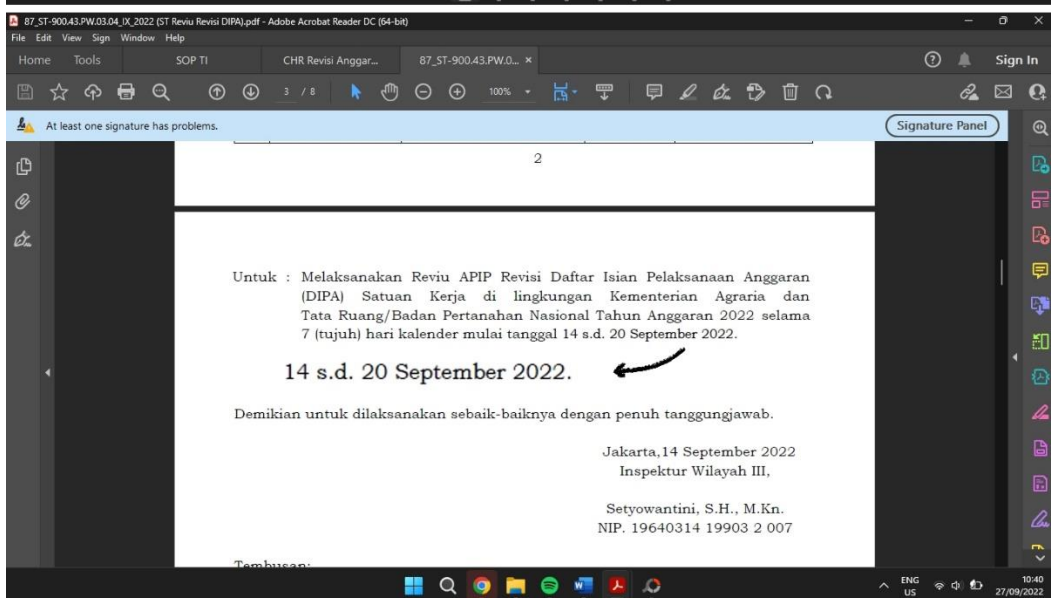 87_ST-900.43.PW.03.04_IX_2022 (ST Reviu Revisi DIPA).pdf - Adobe Acrobat Reader DC (64-bit)
File Edit View Sign Window Help
Home Tools SOP TI CHR Revisi Anggar... 87_ST-900.43.PW.0... × Sign In
3 / 8 100%
At least one signature has problems. Signature Panel
2
Untuk : Melaksanakan Reviu APIP Revisi Daftar Isian Pelaksanaan Anggaran
(DIPA) Satuan Kerja di lingkungan Kementerian Agraria dan
Tata Ruang/Badan Pertanahan Nasional Tahun Anggaran 2022 selama
7 (tujuh) hari kalender mulai tanggal 14 s.d. 20 September 2022.
14 s.d. 20 September 2022.
Demikian untuk dilaksanakan sebaik-baiknya dengan penuh tanggungjawab.
Jakarta,14 September 2022
Inspektur Wilayah III,
Setyowantini, S.H., M.Kn.
NIP. 19640314 19903 2 007
Tembusan:
ENG
US
10:40
27/09/2022